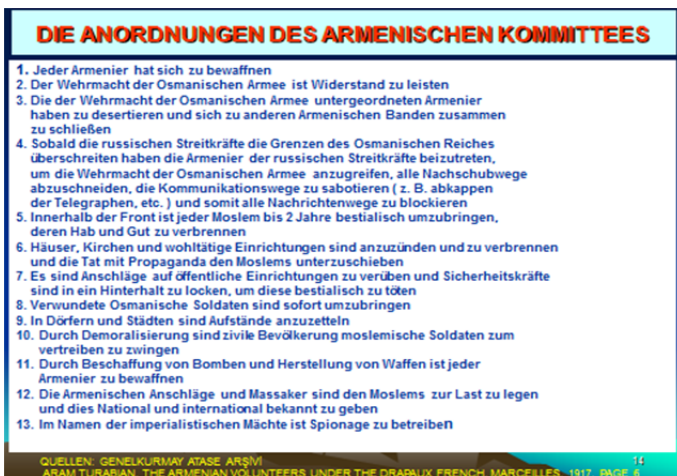 DIE ANORDNUNGEN DES ARMENISCHEN KOMMITTEES
1. Jeder Armenier hat sich zu bewaffnen
2. Der Wehrmacht der Osmanischen Armee ist Widerstand zu leisten
3. Die der Wehrmacht der Osmanischen Armee untergeordneten Armenier
haben zu desertieren und sich zu anderen Armenischen Banden zusammen
zu schließen
4. Sobald die russischen Streitkräfte die Grenzen des Osmanischen Reiches
überschreiten haben die Armenier der russischen Streitkräfte beizutreten,
um die Wehrmacht der Osmanischen Armee anzugreifen, alle Nachschubwege
abzuschneiden, die Kommunikationswege zu sabotieren ( z. B. abkappen
der Telegraphen, etc. ) und somit alle Nachrichtenwege zu blockieren
5. Innerhalb der Front ist jeder Moslem bis 2 Jahre bestialisch umzubringen,
deren Hab und Gut zu verbrennen
6. Häuser, Kirchen und wohltätige Einrichtungen sind anzuzünden und zu verbrennen
und die Tat mit Propaganda den Moslems unterzuschieben
7. Es sind Anschläge auf öffentliche Einrichtungen zu verüben und Sicherheitskräfte
sind in ein Hinterhalt zu locken, um diese bestialisch zu töten
8. Verwundete Osmanische Soldaten sind sofort umzubringen
9. In Dörfern und Städten sind Aufstände anzuzetteln
10. Durch Demoralisierung sind zivile Bevölkerung moslemische Soldaten zum
vertreiben zu zwingen
11. Durch Beschaffung von Bomben und Herstellung von Waffen ist jeder
Armenier zu bewaffnen
12. Die Armenischen Anschläge und Massaker sind den Moslems zur Last zu legen
und dies National und international bekannt zu geben
13. Im Namen der imperialistischen Mächte ist Spionage zu betreiben
QUELLEN: GENELKURMAY ATASE ARŞİVİ
14
ARAM TURABIAN, THE ARMENIAN VOLUNTEERS UNDER THE DRAPAUX FRENCH, MARCEILLES, 1917, PAGE 6